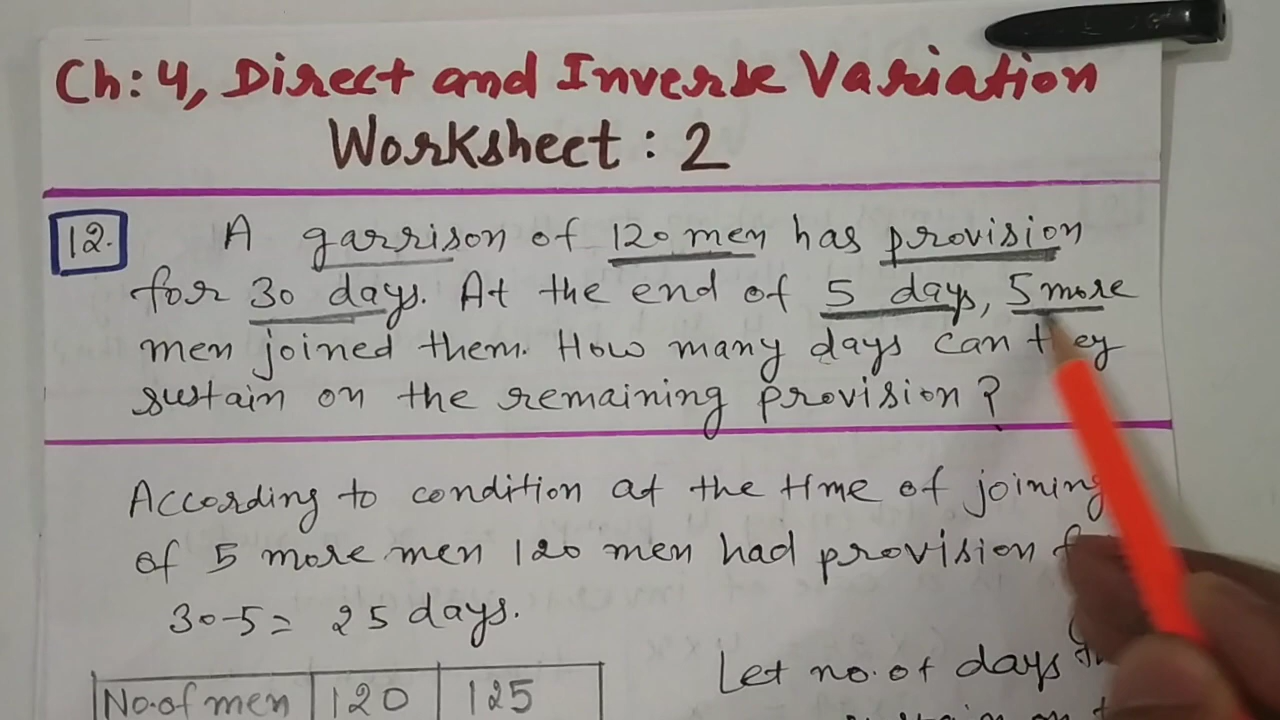 Ch: 4, Direct and Inverse Variation
Worksheet : 2
12. A garrison of 120 men has provision
for 30 days. At the end of 5 days, 5 more
men joined them. How many days can they
sustain on the remaining provision?
According to condition at the time of joining
of 5 more men 120 men had provision
30-5= 25 days.
No. of men 120 125
Let no. of days
sustain on